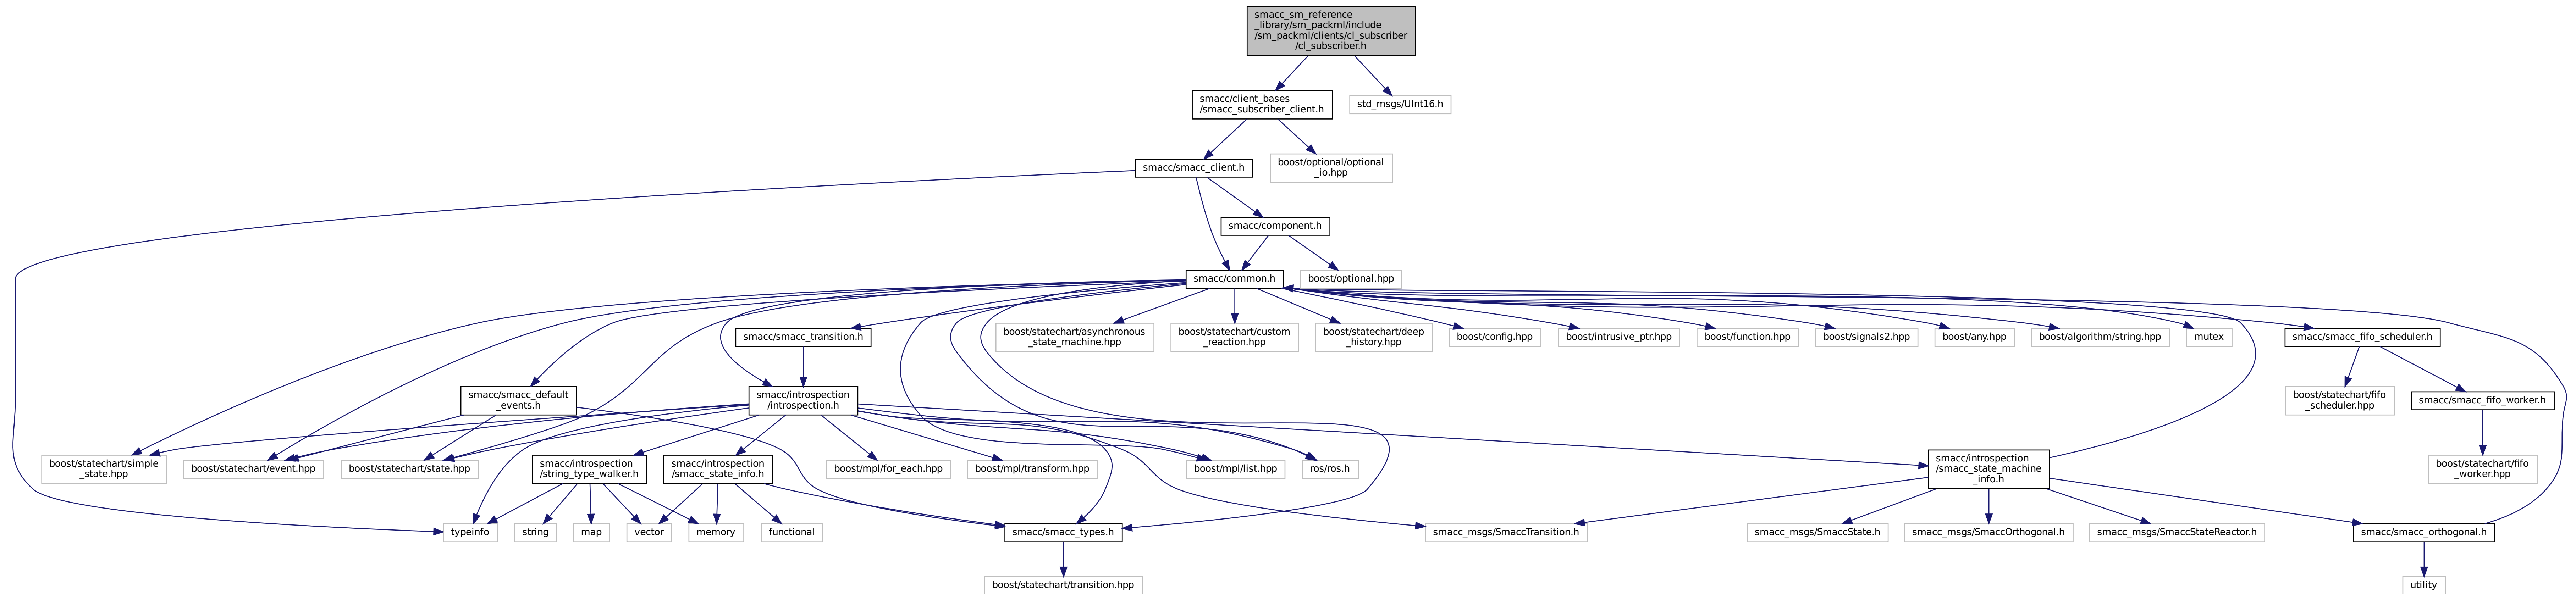 smacc_sm_reference
_library/sm_packml/include
/sm_packml/clients/cl_subscriber
/cl_subscriber.h
smacc/client_bases
/smacc_subscriber_client.h
std_msgs/UInt16.h
smacc/smacc_client.h
boost/optional/optional
_io.hpp
smacc/component.h
smacc/common.h
boost/optional.hpp
smacc/smacc_transition.h
boost/statechart/asynchronous
_state_machine.hpp
boost/statechart/custom
_reaction.hpp
boost/statechart/deep
_history.hpp
boost/config.hpp
boost/intrusive_ptr.hpp
boost/function.hpp
boost/signals2.hpp
boost/any.hpp
boost/algorithm/string.hpp
mutex
smacc/smacc_fifo_scheduler.h
smacc/smacc_default
_events.h
smacc/introspection
/introspection.h
boost/statechart/fifo
_scheduler.hpp
smacc/smacc_fifo_worker.h
boost/statechart/simple
_state.hpp
boost/statechart/event.hpp
boost/statechart/state.hpp
smacc/introspection
/string_type_walker.h
smacc/introspection
/smacc_state_info.h
boost/mpl/for_each.hpp
boost/mpl/transform.hpp
boost/mpl/list.hpp
ros/ros.h
smacc/introspection
/smacc_state_machine
_info.h
boost/statechart/fifo
_worker.hpp
typeinfo
string
map
vector
memory
functional
smacc/smacc_types.h
smacc_msgs/SmaccTransition.h
smacc_msgs/SmaccState.h
smacc_msgs/SmaccOrthogonal.h
smacc_msgs/SmaccStateReactor.h
smacc/smacc_orthogonal.h
boost/statechart/transition.hpp
utility